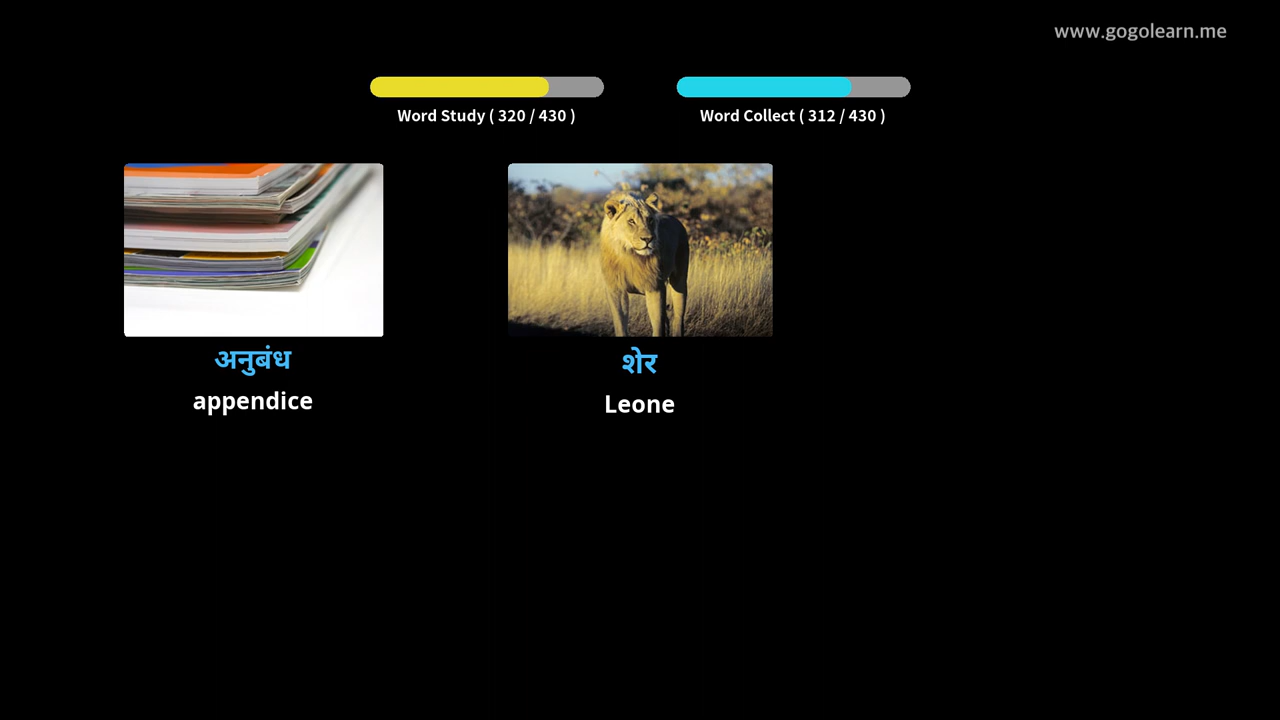 www.gogolearn.me
Word Study ( 320 / 430 )
Word Collect ( 312 / 430 )
अनुबंध
appendice
शेर
Leone